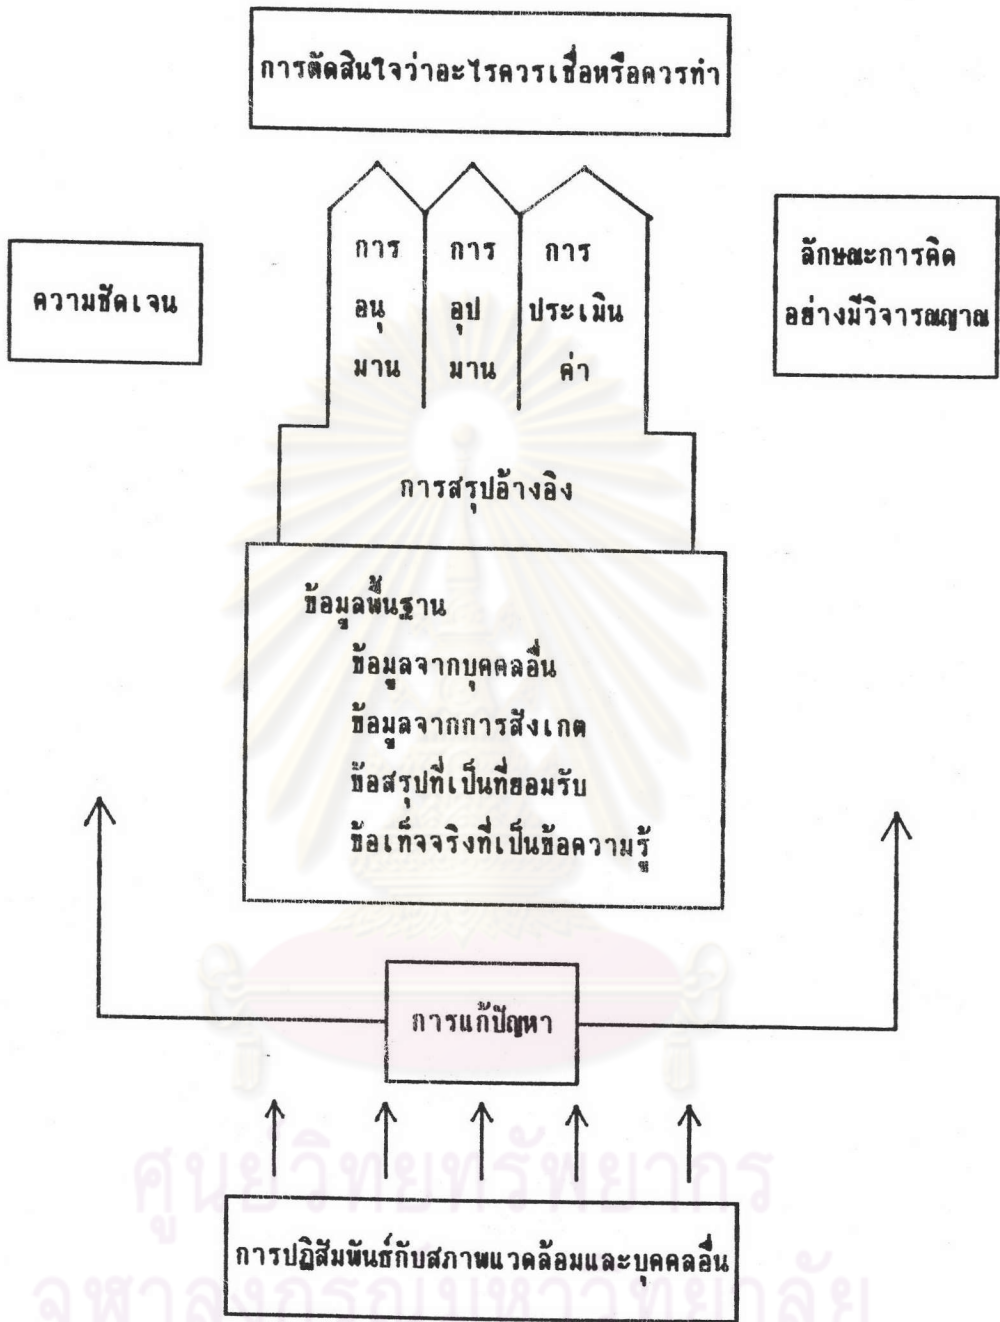 การตัดสินใจว่าอะไรควรเชื่อหรือควรทำ
ความชัดเจน
การ
อนุ
มาน
การ
อุป
มาน
การ
ประเมิน
ค่า
ลักษณะการคิด
อย่างมีวิจารณญาณ
การสรุปอ้างอิง
ข้อมูลพื้นฐาน
ข้อมูลจากบุคคลอื่น
ข้อมูลจากการสังเกต
ข้อสรุปที่เป็นที่ยอมรับ
ข้อเท็จจริงที่เป็นข้อความรู้
การแก้ปัญหา
การปฏิสัมพันธ์กับสภาพแวดล้อมและบุคคลอื่น
ศูนย์วิทยทรัพยากร
จุฬาลงกรณ์มหาวิทยาลัย